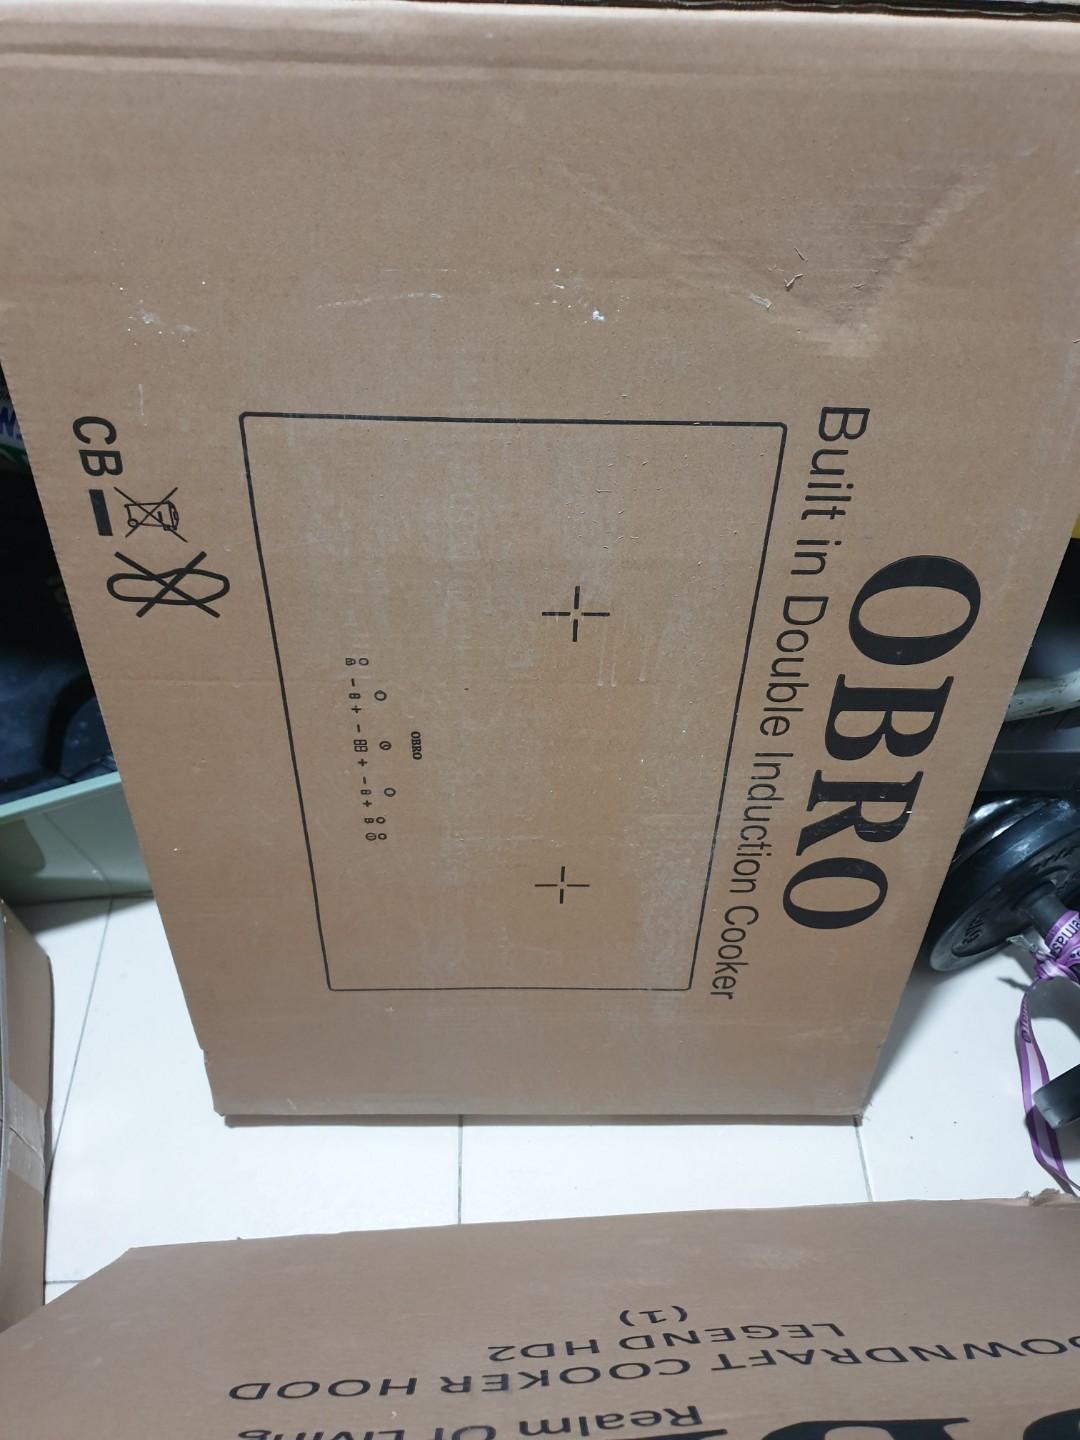 OBRO
Built in Double Induction Cooker
OBRO
CB
Realm Of Living
DOWNDRAFT COOKER HOOD
LEGEND HD2
(1)